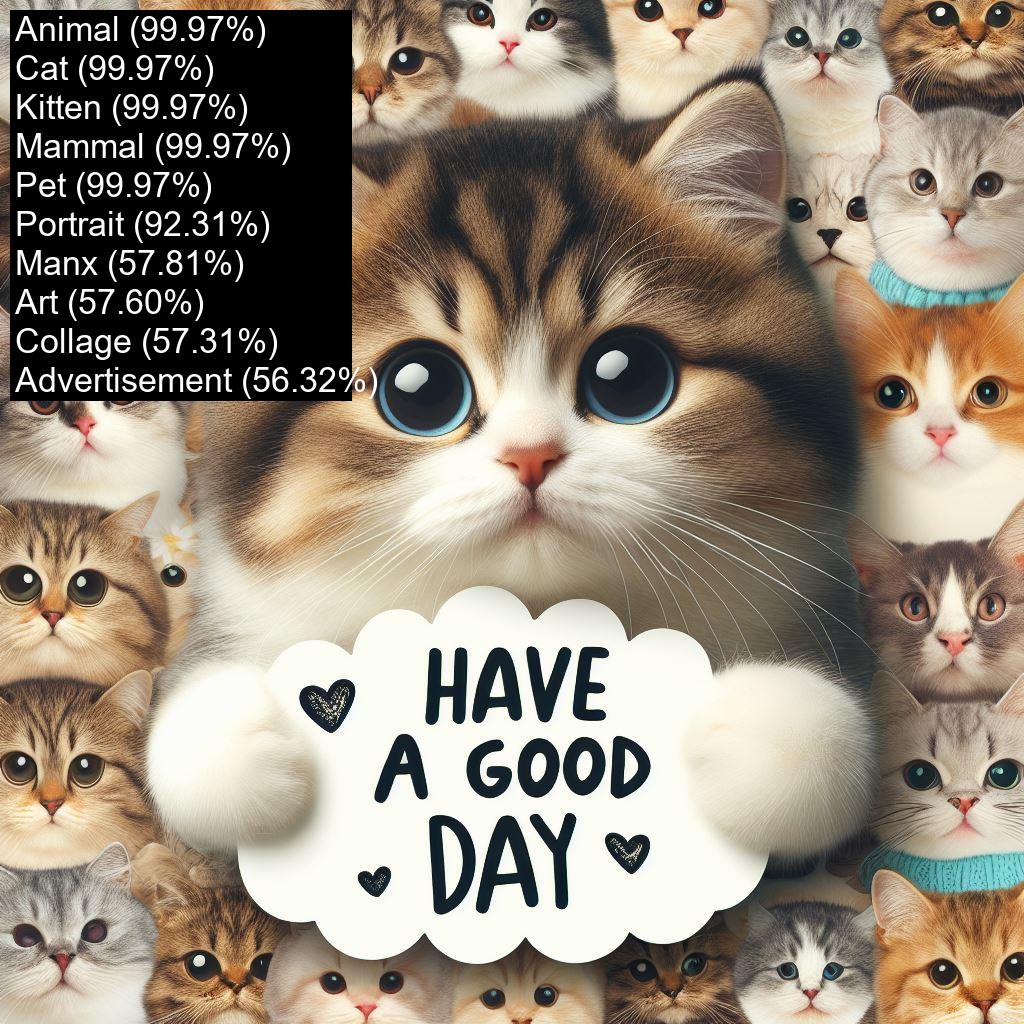 Animal (99.97%)
Cat (99.97%)
Kitten (99.97%)
Mammal (99.97%)
Pet (99.97%)
Portrait (92.31%)
Manx (57.81%)
Art (57.60%)
Collage (57.31%)
Advertisement (56.32%)
HAVE
A GOOD
DAY